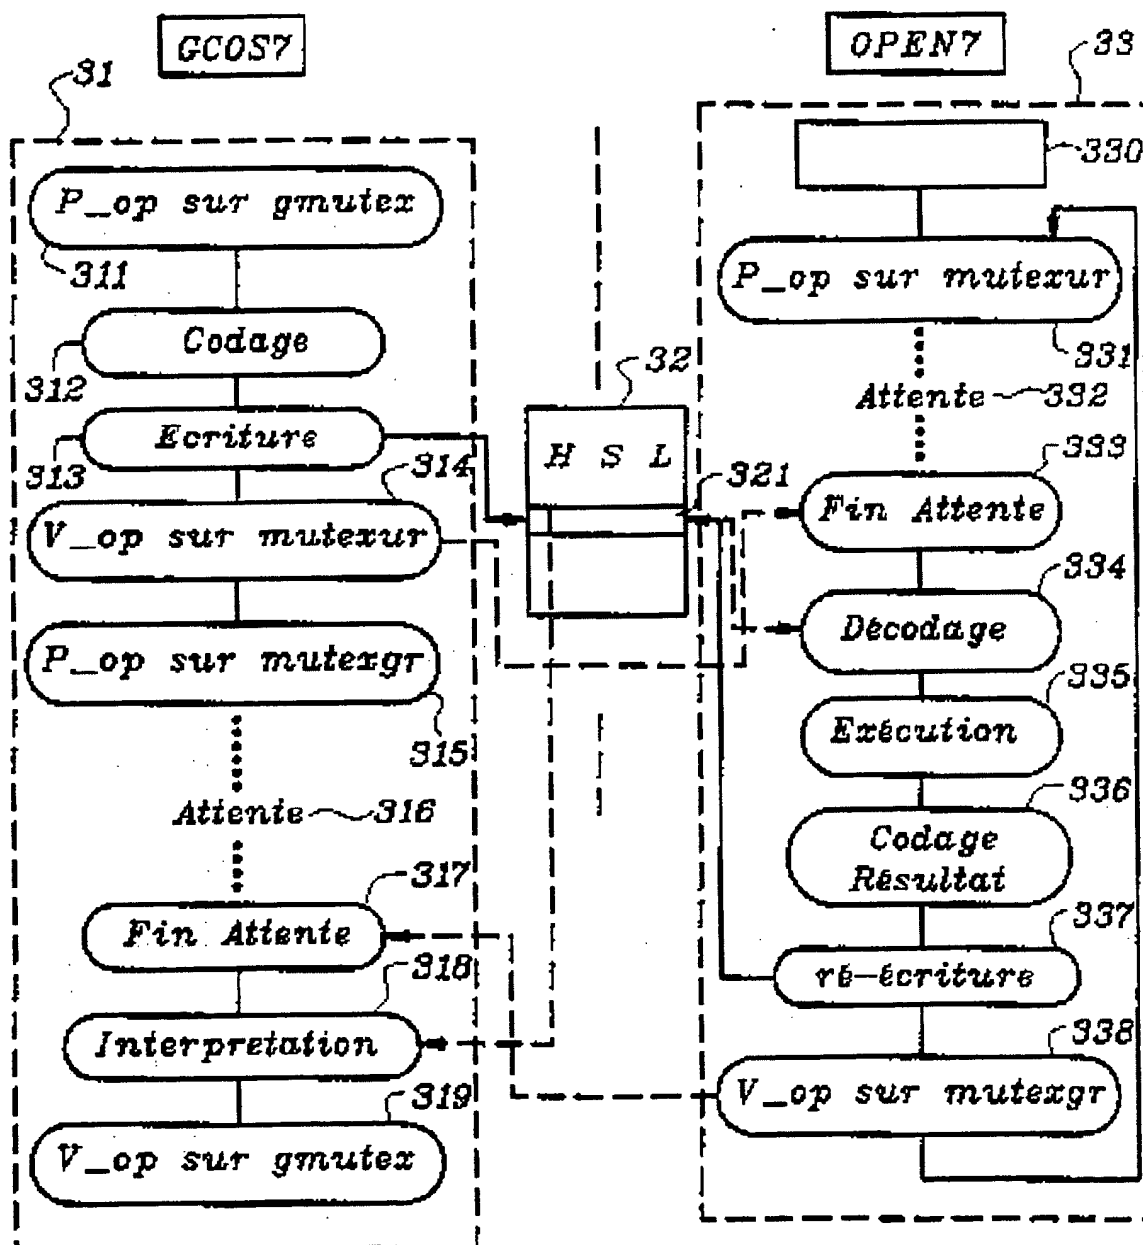 GCOS7
31
P_op sur gmutex
311
Codage
312
Ecriture
313
314
V_op sur mutexur
P_op sur mutexgr
315
Attente 316
317
Fin Attente
318
Interpretation
319
V_op sur gmutex
32
H S L
321
OPEN7
33
330
P_op sur mutexur
331
Attente 332
333
Fin Attente
334
Décodage
335
Exécution
336
Codage
Résultat
337
ré-écriture
338
V_op sur mutexgr